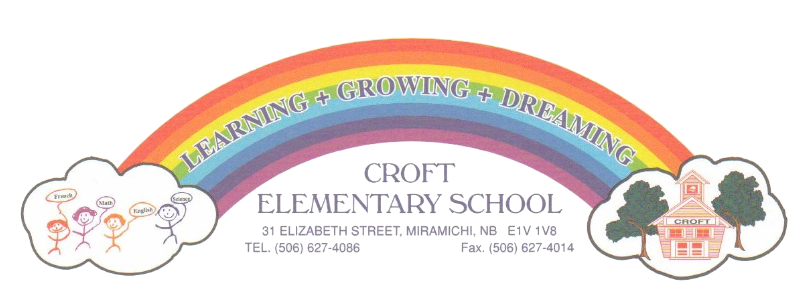 LEARNING + GROWING + DREAMING
French
Math
English
Science
CROFT
CROFT
ELEMENTARY SCHOOL
31 ELIZABETH STREET, MIRAMICHI, NB E1V 1V8
TEL. (506) 627-4086 Fax. (506) 627-4014